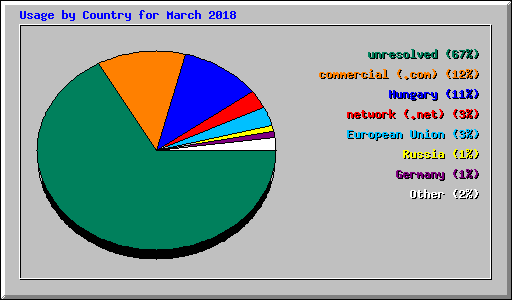 Usage by Country for March 2018
unresolved (67%)
commercial (.com) (12%)
Hungary (11%)
network (.net) (3%)
European Union (3%)
Russia (1%)
Germany (1%)
Other (2%)